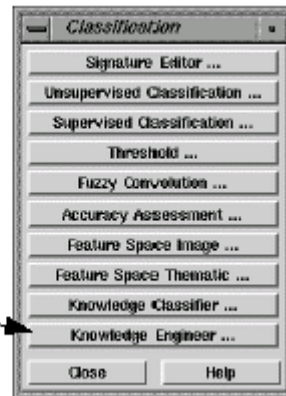 Classification
Signature Editor ...
Unsupervised Classification ...
Supervised Classification ...
Threshold ...
Fuzzy Convolution ...
Accuracy Assessment ...
Feature Space Image ...
Feature Space Thematic ...
Knowledge Classifier ...
Knowledge Engineer ...
Close Help